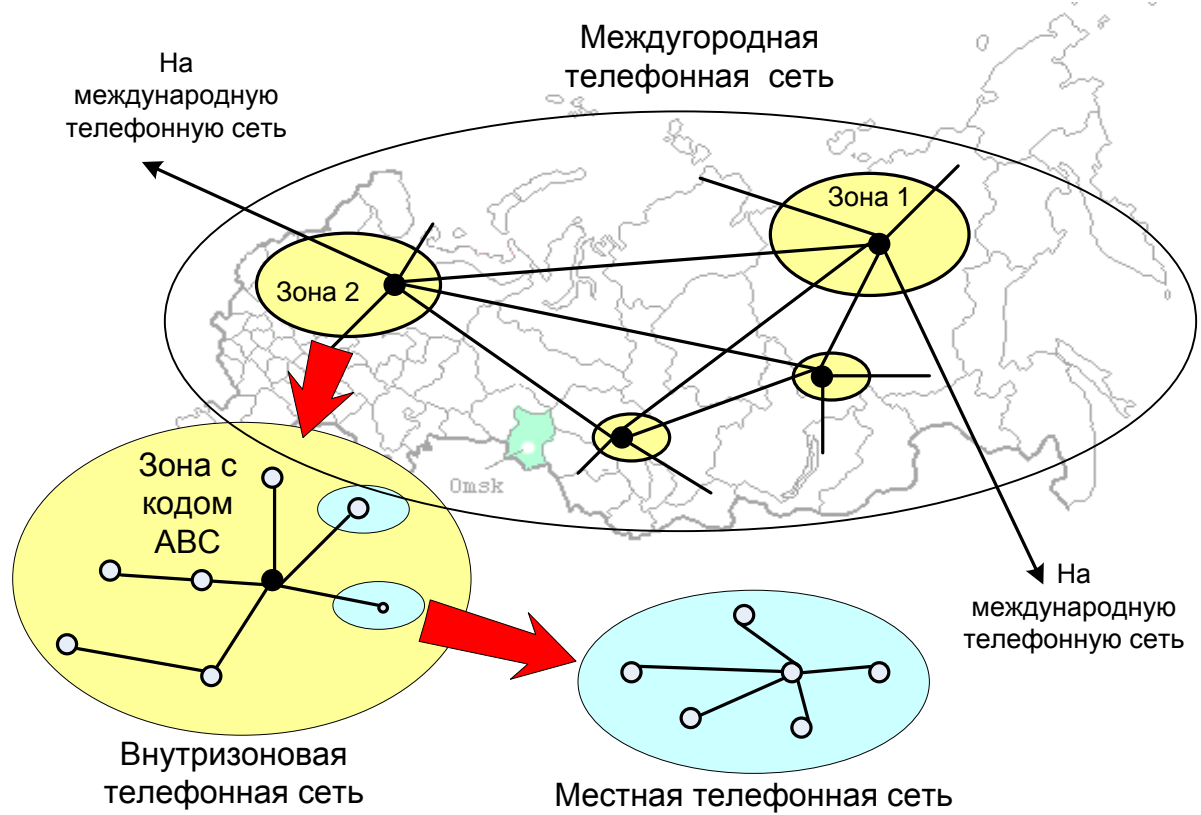 Междугородная
телефонная сеть
На
международную
телефонную сеть
Зона 1
Зона 2
Omsk
Зона с
кодом
АВС
На
международную
телефонную сеть
Внутризоновая
телефонная сеть
Местная телефонная сеть